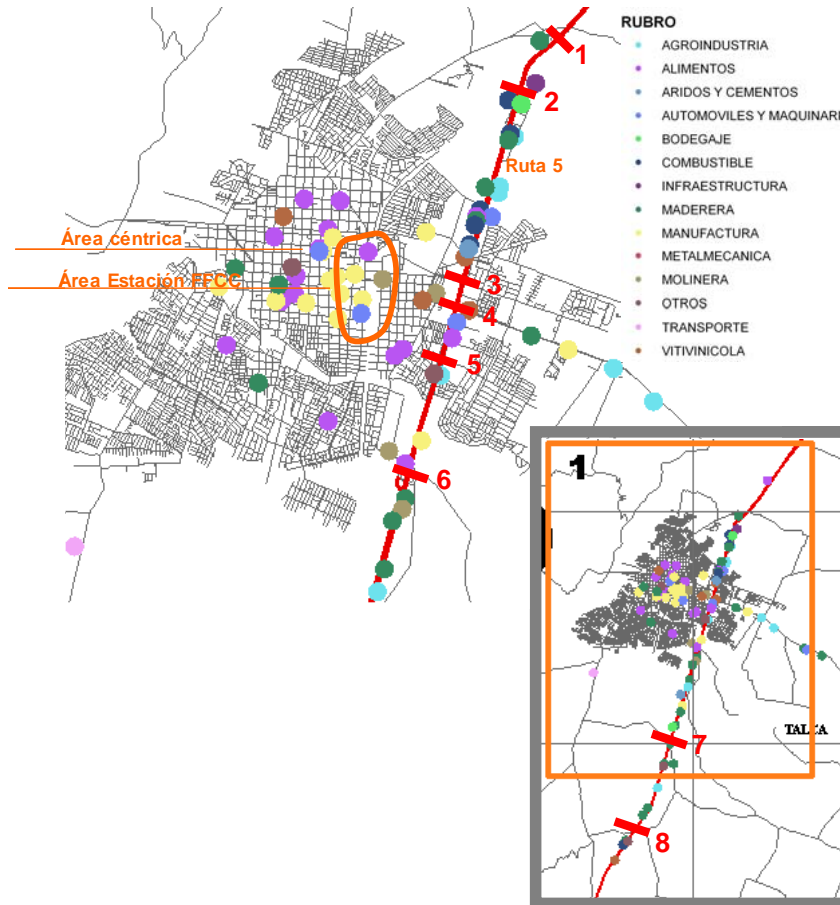 RUBRO
AGROINDUSTRIA
ALIMENTOS
ARIDOS Y CEMENTOS
AUTOMOVILES Y MAQUINARI
BODEGAJE
COMBUSTIBLE
INFRAESTRUCTURA
MADERERA
MANUFACTURA
METALMECANICA
MOLINERA
OTROS
TRANSPORTE
VITIVINICOLA
1
2
Ruta 5
Área céntrica
Área Estación FFCC
3
4
5
6
1
TALCA
7
8